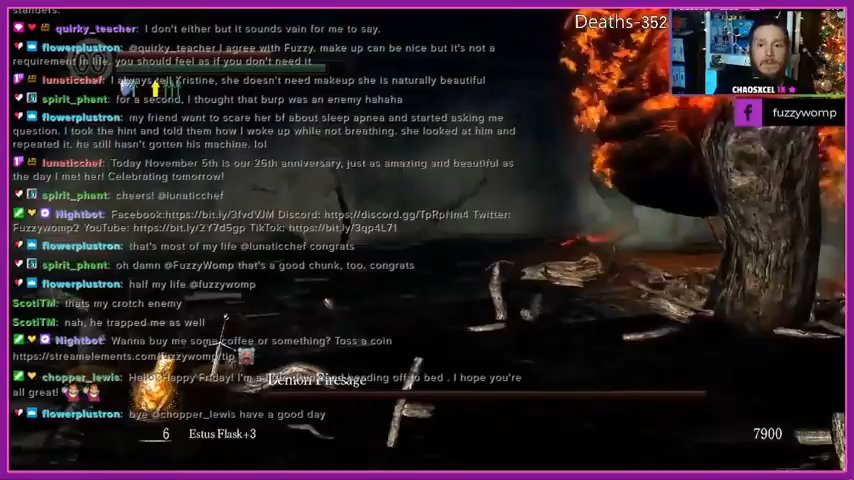 standers.
Deaths-352
quirky_teacher: I don't either but it sounds vain for me to say.
flowerplustron: @quirky_teacher I agree with Fuzzy. make up can be nice but it's not a
requirement in life. you should feel as if you don't need it
lunaticchef: I always tell Kristine, she doesn't need makeup she is naturally beautiful
CHAOSXCEL 1X
spirit_phant: for a second, I thought that burp was an enemy hahaha
fuzzywomp
flowerplustron: my friend want to scare her bf about sleep apnea and started asking me
question. I took the hint and told them how I woke up while not breathing. she looked at him and
repeated it. he still hasn't gotten his machine. lol
lunaticchef: Today November 5th is our 26th anniversary, just as amazing and beautiful as
the day I met her! Celebrating tomorrow!
spirit_phant: cheers! @lunaticchef
Nightbot: Facebook:https://bit.ly/3fvdVJM Discord: https://discord.gg/TpRpHm4 Twitter:
Fuzzywomp2 YouTube: https://bit.ly/2Y7d5gp TikTok: https://bit.ly/3qp4L71
flowerplustron: that's most of my life @lunaticchef congrats
spirit_phant: oh damn @FuzzyWomp that's a good chunk, too. congrats
flowerplustron: half my life @fuzzywomp
ScotiTM: thats my crotch enemy
ScotiTM: nah, he trapped me as well
Nightbot: Wanna buy me some coffee or something? Toss a coin
https://streamelements.com/fuzzywomp/tip
chopper_lewis: Hallo Happy Friday! I'm a heading off to bed . I hope you're
all great!
Demon Firesage
flowerplustron: bye @chopper_lewis have a good day
6 Estus Flask+3
7900